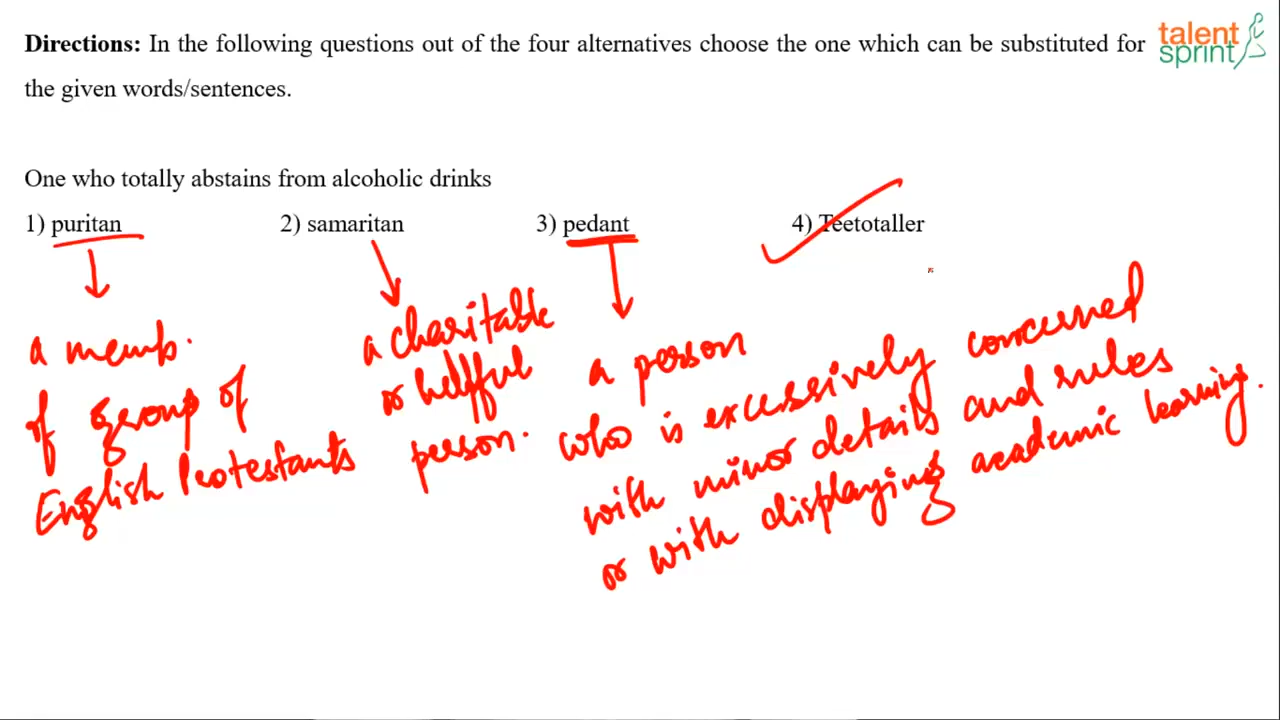 Directions: In the following questions out of the four alternatives choose the one which can be substituted for
the given words/sentences.
talent
sprint
One who totally abstains from alcoholic drinks
1) puritan 2) samaritan 3) pedant 4) Teetotaller
a memb.
of group of
English Protestants
a charitable
or helpful
person.
a person
who is excessively concerned
with minor details and rules
or with displaying academic learning.